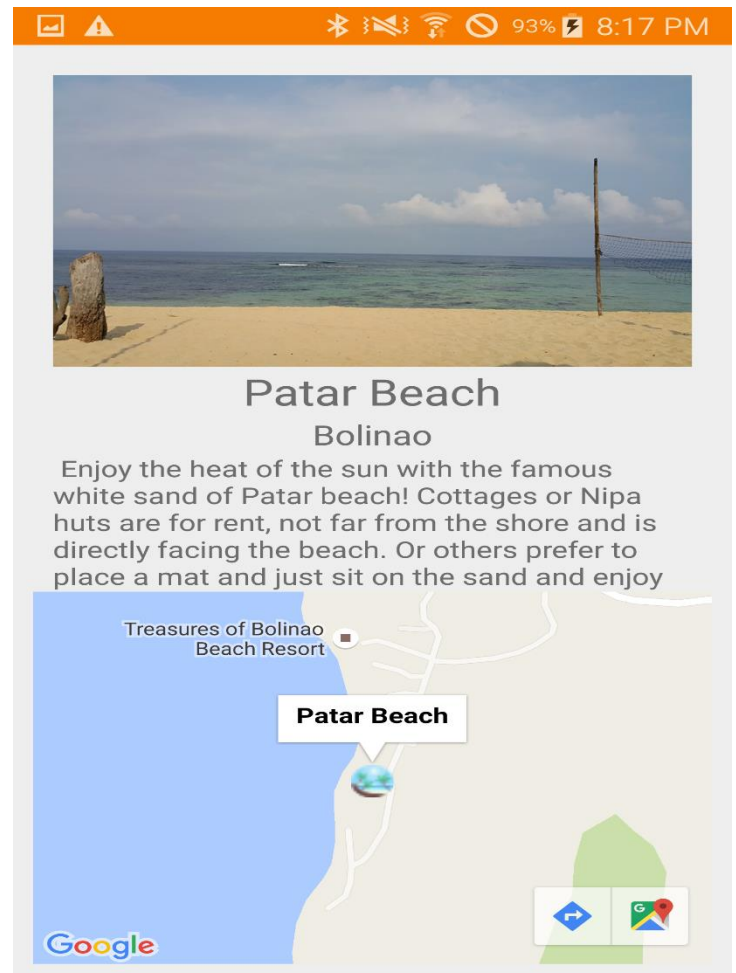 93% 8:17 PM
Patar Beach
Bolinao
Enjoy the heat of the sun with the famous
white sand of Patar beach! Cottages or Nipa
huts are for rent, not far from the shore and is
directly facing the beach. Or others prefer to
place a mat and just sit on the sand and enjoy
Treasures of Bolinao
Beach Resort
Patar Beach
G
Google